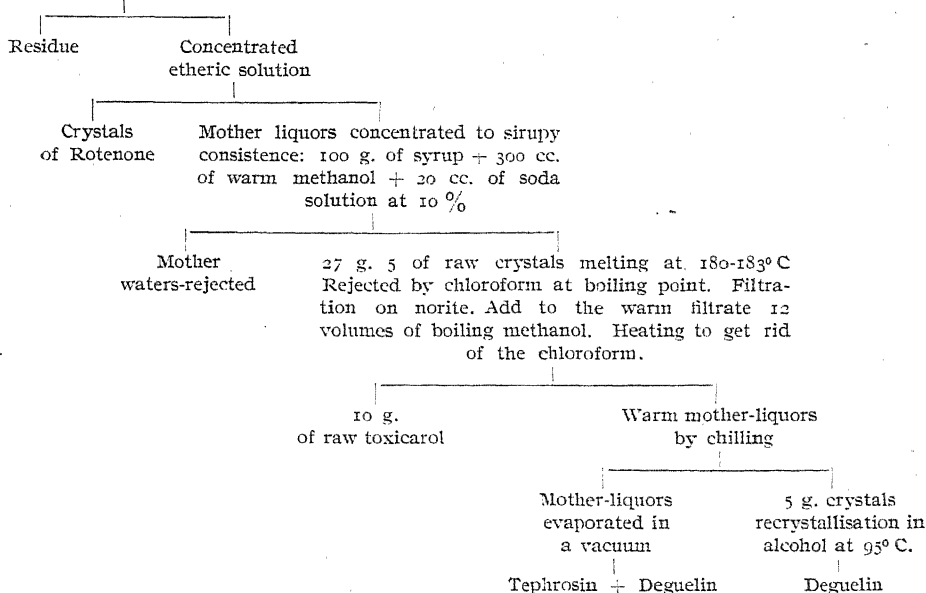 Residue
Concentrated
etheric solution
Crystals
of Rotenone
Mother liquors concentrated to sirupy
consistence: 100 g. of syrup + 300 cc.
of warm methanol + 20 cc. of soda
solution at 10 %
Mother
waters-rejected
27 g. 5 of raw crystals melting at 180-183º C
Rejected by chloroform at boiling point. Filtra-
tion on norite. Add to the warm filtrate 12
volumes of boiling methanol. Heating to get rid
of the chloroform.
10 g.
of raw toxicarol
Warm mother-liquors
by chilling
Mother-liquors
evaporated in
a vacuum
5 g. crystals
recrystallisation in
alcohol at 95º C.
Tephrosin + Deguelin
Deguelin